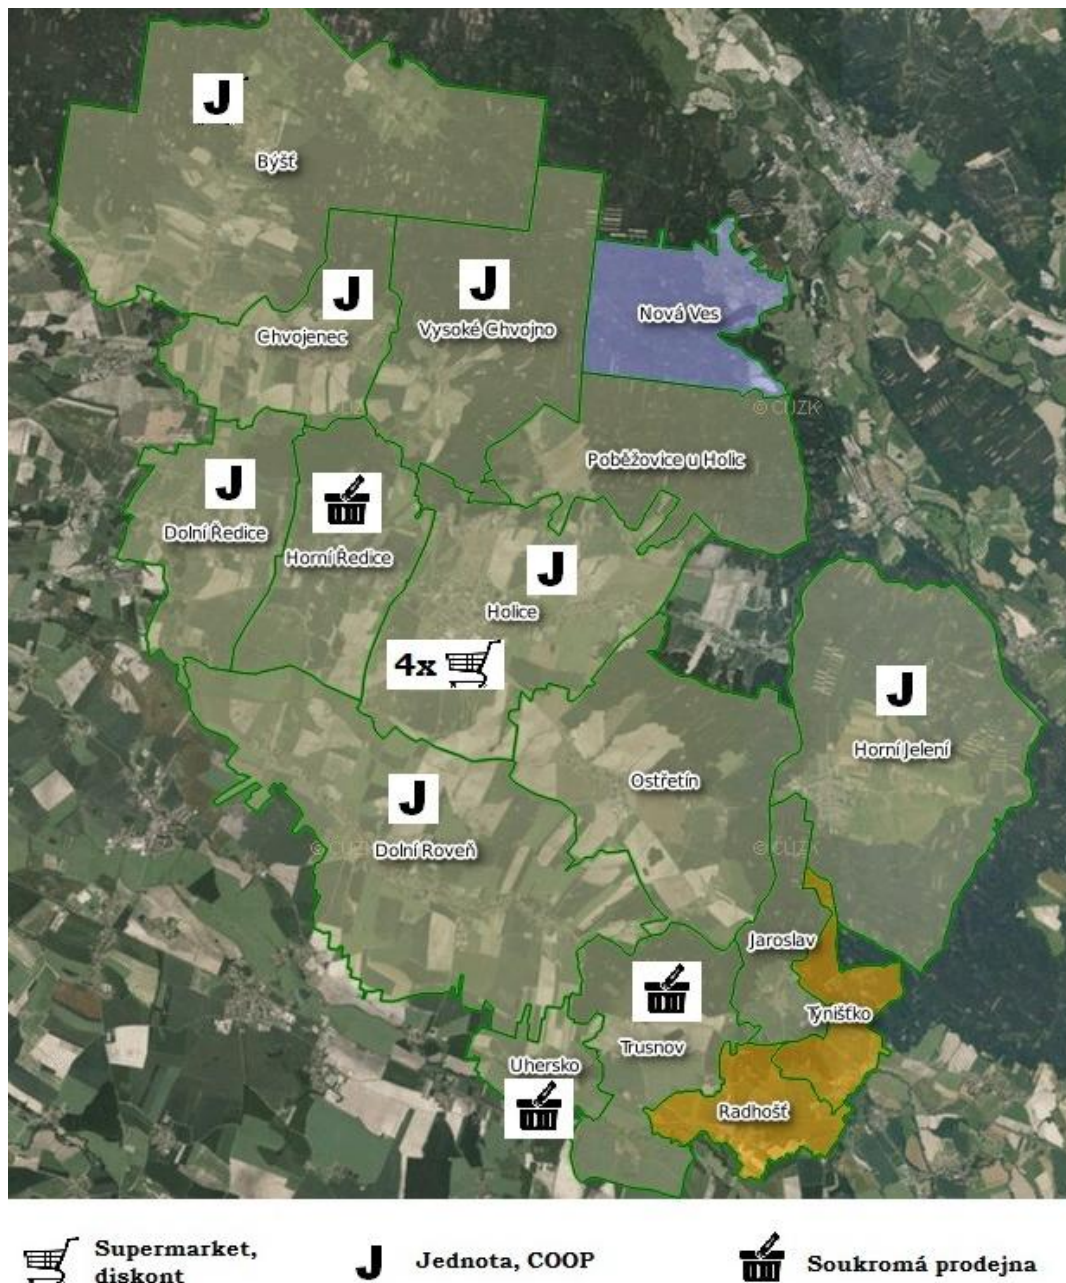 J
Býšť
J
J
Nová Ves
Chvojenec
Vysoké Chvojno
© ČÚZK
© ČÚZK
Poběžovice u Holic
J
Dolní Ředice
Horní Ředice
J
Holice
4x
J
Horní Jelení
Ostřetín
J
Dolní Roveň
© ČÚZK
© ČÚZK
Jaroslav
Týnišťko
Trusnov
Uhersko
Radhošť
Supermarket,
diskont
J Jednota, COOP
Soukromá prodejna